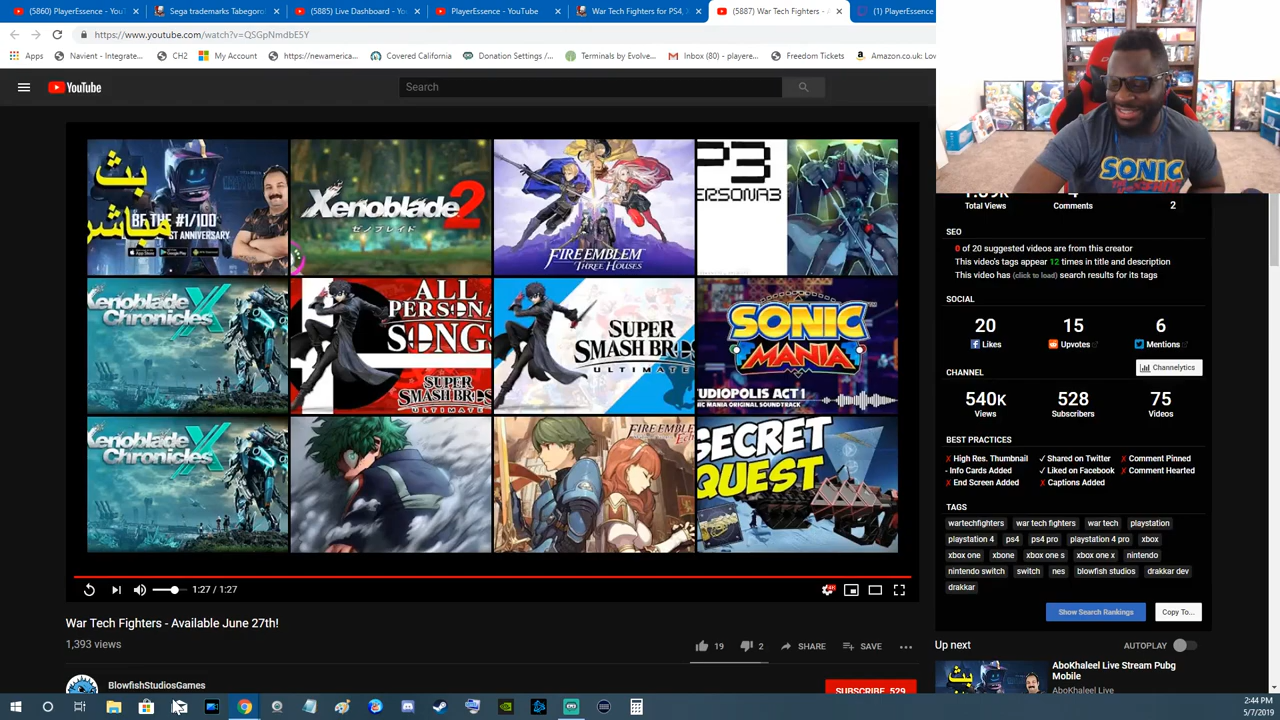 (5860) PlayerEssence - YouTube
Sega trademarks Tabegoro
(5885) Live Dashboard - YouTube
PlayerEssence - YouTube
War Tech Fighters for PS4,
(5887) War Tech Fighters - A
(1) PlayerEssence
https://www.youtube.com/watch?v=QSGpNmdbE5Y
Apps
Navient - Integrate...
CH2
My Account
https://newamerica...
Covered California
Donation Settings /...
Terminals by Evolve...
Inbox (80) - playere...
Freedom Tickets
Amazon.co.uk: Low
YouTube
Search
بث
مباشر
BF THE #1/100
ST ANNIVERSARY
Xenoblade 2
ゼノブレイド
FIRE EMBLEM
THREE HOUSES
P3
ERSONA3
Xenoblade X
Chronicles
ALL
PERSONA
SONGS
SUPER
SMASH BROS
ULTIMATE
SUPER
SMASH BROS
ULTIMATE
SONIC
MANIA
UDIOPOLIS ACT 1
IC MANIA ORIGINAL SOUNDTRACK
Xenoblade X
Chronicles
FIRE EMBLEM
Echoes
SECRET
QUEST
SONIC
Total Views
Comments
2
SEO
0 of 20 suggested videos are from this creator
This video's tags appear 12 times in title and description
This video has (click to load) search results for its tags
SOCIAL
20
15
6
Likes
Upvotes
Mentions
CHANNEL
Channelytics
540K
528
75
Views
Subscribers
Videos
BEST PRACTICES
✗ High Res. Thumbnail
✓ Shared on Twitter
✗ Comment Pinned
- Info Cards Added
✓ Liked on Facebook
✗ Comment Hearted
✗ End Screen Added
✗ Captions Added
TAGS
wartechfighters
war tech fighters
war tech
playstation
playstation 4
ps4
ps4 pro
playstation 4 pro
xbox
xbox one
xbone
xbox one s
xbox one x
nintendo
nintendo switch
switch
nes
blowfish studios
drakkar dev
drakkar
Show Search Rankings
Copy To...
1:27 / 1:27
War Tech Fighters - Available June 27th!
1,393 views
19
2
SHARE
SAVE
BlowfishStudiosGames
SUBSCRIBE 529
Up next
AUTOPLAY
AboKhaleel Live Stream Pubg
Mobile
AboKhaleel Live
2:44 PM
5/7/2019